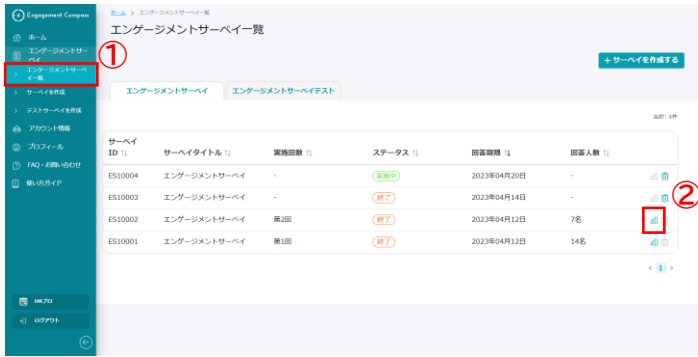 Engagement Compass
ホーム > エンゲージメントサーベイ一覧
エンゲージメントサーベイ一覧
ホーム
エンゲージメントサーベイ
①
エンゲージメントサーベイ一覧
サーベイを作成
テストサーベイを作成
アカウント情報
プロフィール
FAQ・お問い合わせ
使い方ガイド
+ サーベイを作成する
エンゲージメントサーベイ エンゲージメントサーベイテスト
総数: 4件
サーベイID サーベイタイトル 実施回数 ステータス 回答期限 回答人数
ES10004 エンゲージメントサーベイ - 実施中 2023年04月20日 -
ES10003 エンゲージメントサーベイ - 終了 2023年04月14日 -
②
ES10002 エンゲージメントサーベイ 第2回 終了 2023年04月12日 7名
ES10001 エンゲージメントサーベイ 第1回 終了 2023年04月12日 14名
< 1 >
HRプロ
ログアウト